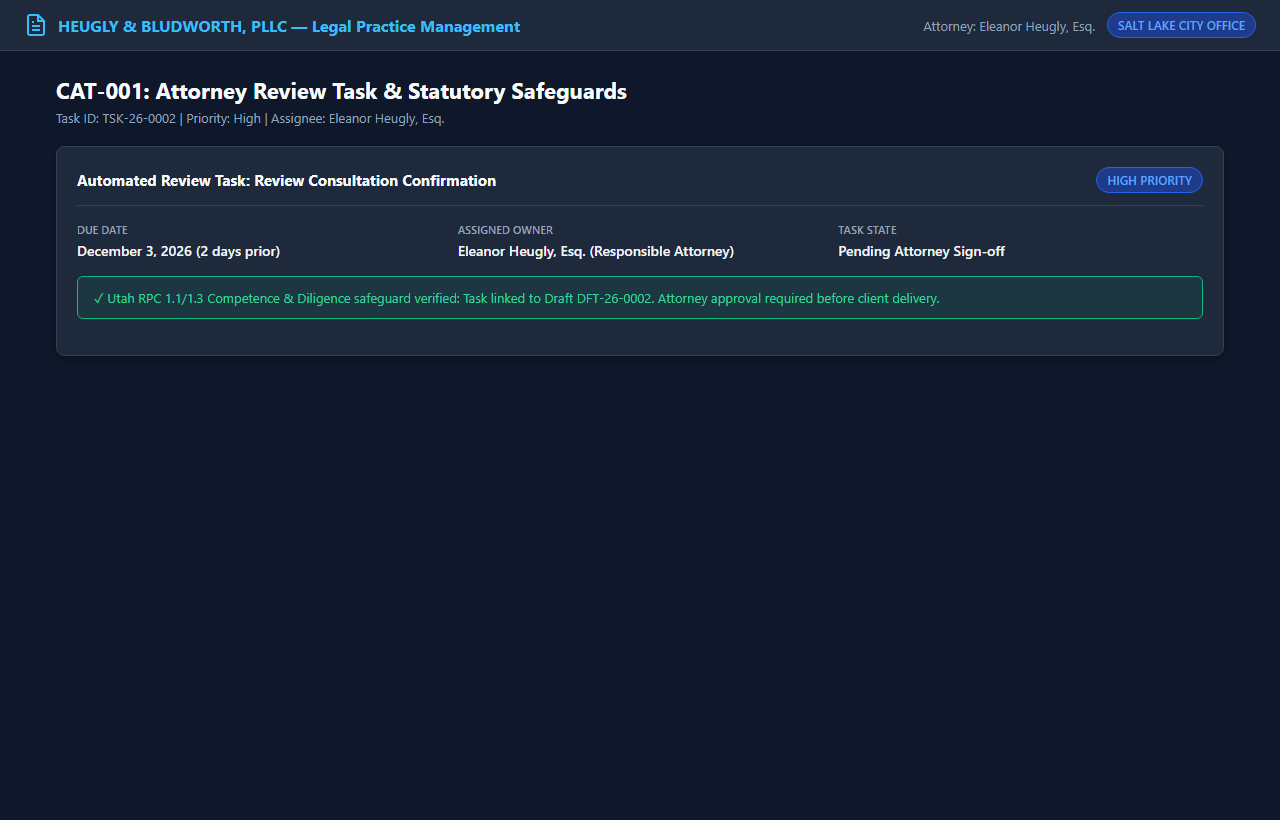 HEUGLY & BLUDWORTH, PLLC — Legal Practice Management
Attorney: Eleanor Heugly, Esq.
SALT LAKE CITY OFFICE
CAT-001: Attorney Review Task & Statutory Safeguards
Task ID: TSK-26-0002 | Priority: High | Assignee: Eleanor Heugly, Esq.
Automated Review Task: Review Consultation Confirmation
HIGH PRIORITY
DUE DATE
December 3, 2026 (2 days prior)
ASSIGNED OWNER
Eleanor Heugly, Esq. (Responsible Attorney)
TASK STATE
Pending Attorney Sign-off
✓ Utah RPC 1.1/1.3 Competence & Diligence safeguard verified: Task linked to Draft DFT-26-0002. Attorney approval required before client delivery.